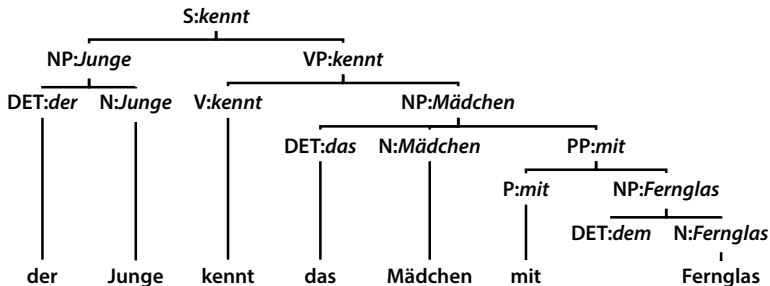 S:kennt
NP:Junge VP:kennt
DET:der N:Junge V:kennt NP:Mädchen
DET:das N:Mädchen PP:mit
P:mit NP:Fernglas
DET:dem N:Fernglas
der Junge kennt das Mädchen mit Fernglas